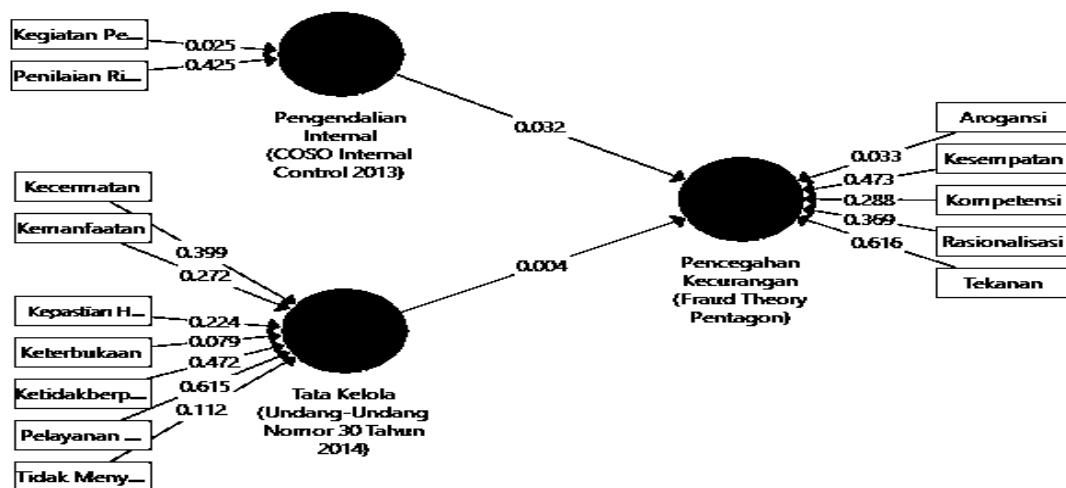 Kegiatan Pe...
0.025
Penilaian Ri...
0.425
Pengendalian
Internal
{COSO Internal
Control 2013}
0.032
Kecermatan
0.399
Kemanfaatan
0.272
Kepastian H...
0.224
Keterbukaan
0.079
Ketidakberp...
0.472
Pelayanan ...
0.615
Tidak Meny...
0.112
Tata Kelola
{Undang-Undang
Nomor 30 Tahun
2014}
0.004
Pencegahan
Kecurangan
{Fraud Theory
Pentagon}
Arogansi
0.033
Kesempatan
0.473
Kompetensi
0.288
Rasionalisasi
0.369
Tekanan
0.616